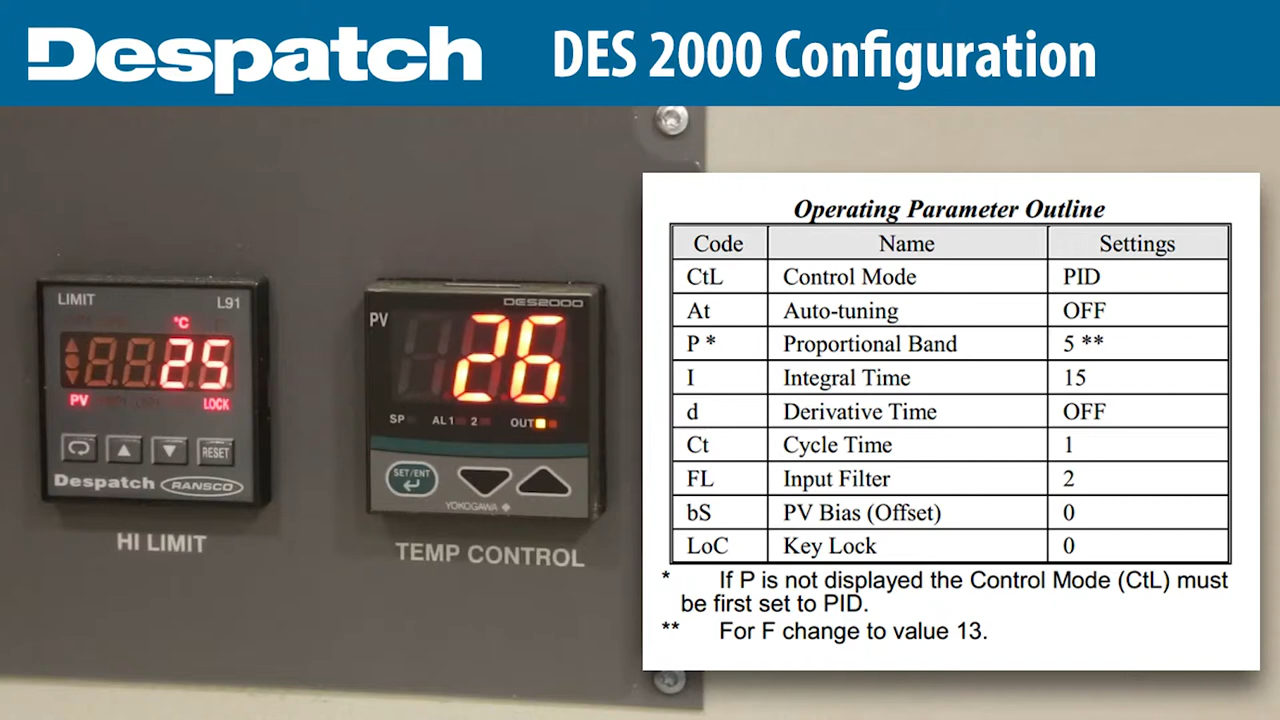 Despatch
DES 2000 Configuration
LIMIT L91
°C
25
PV LOCK
RESET
Despatch RANSCO
HI LIMIT
DES2000
PV
26
SP AL 1 2 OUT
SET/ENT
YOKOGAWA
TEMP CONTROL
Operating Parameter Outline
Code Name Settings
CtL Control Mode PID
At Auto-tuning OFF
P * Proportional Band 5 **
I Integral Time 15
d Derivative Time OFF
Ct Cycle Time 1
FL Input Filter 2
bS PV Bias (Offset) 0
LoC Key Lock 0
* If P is not displayed the Control Mode (CtL) must
be first set to PID.
** For F change to value 13.